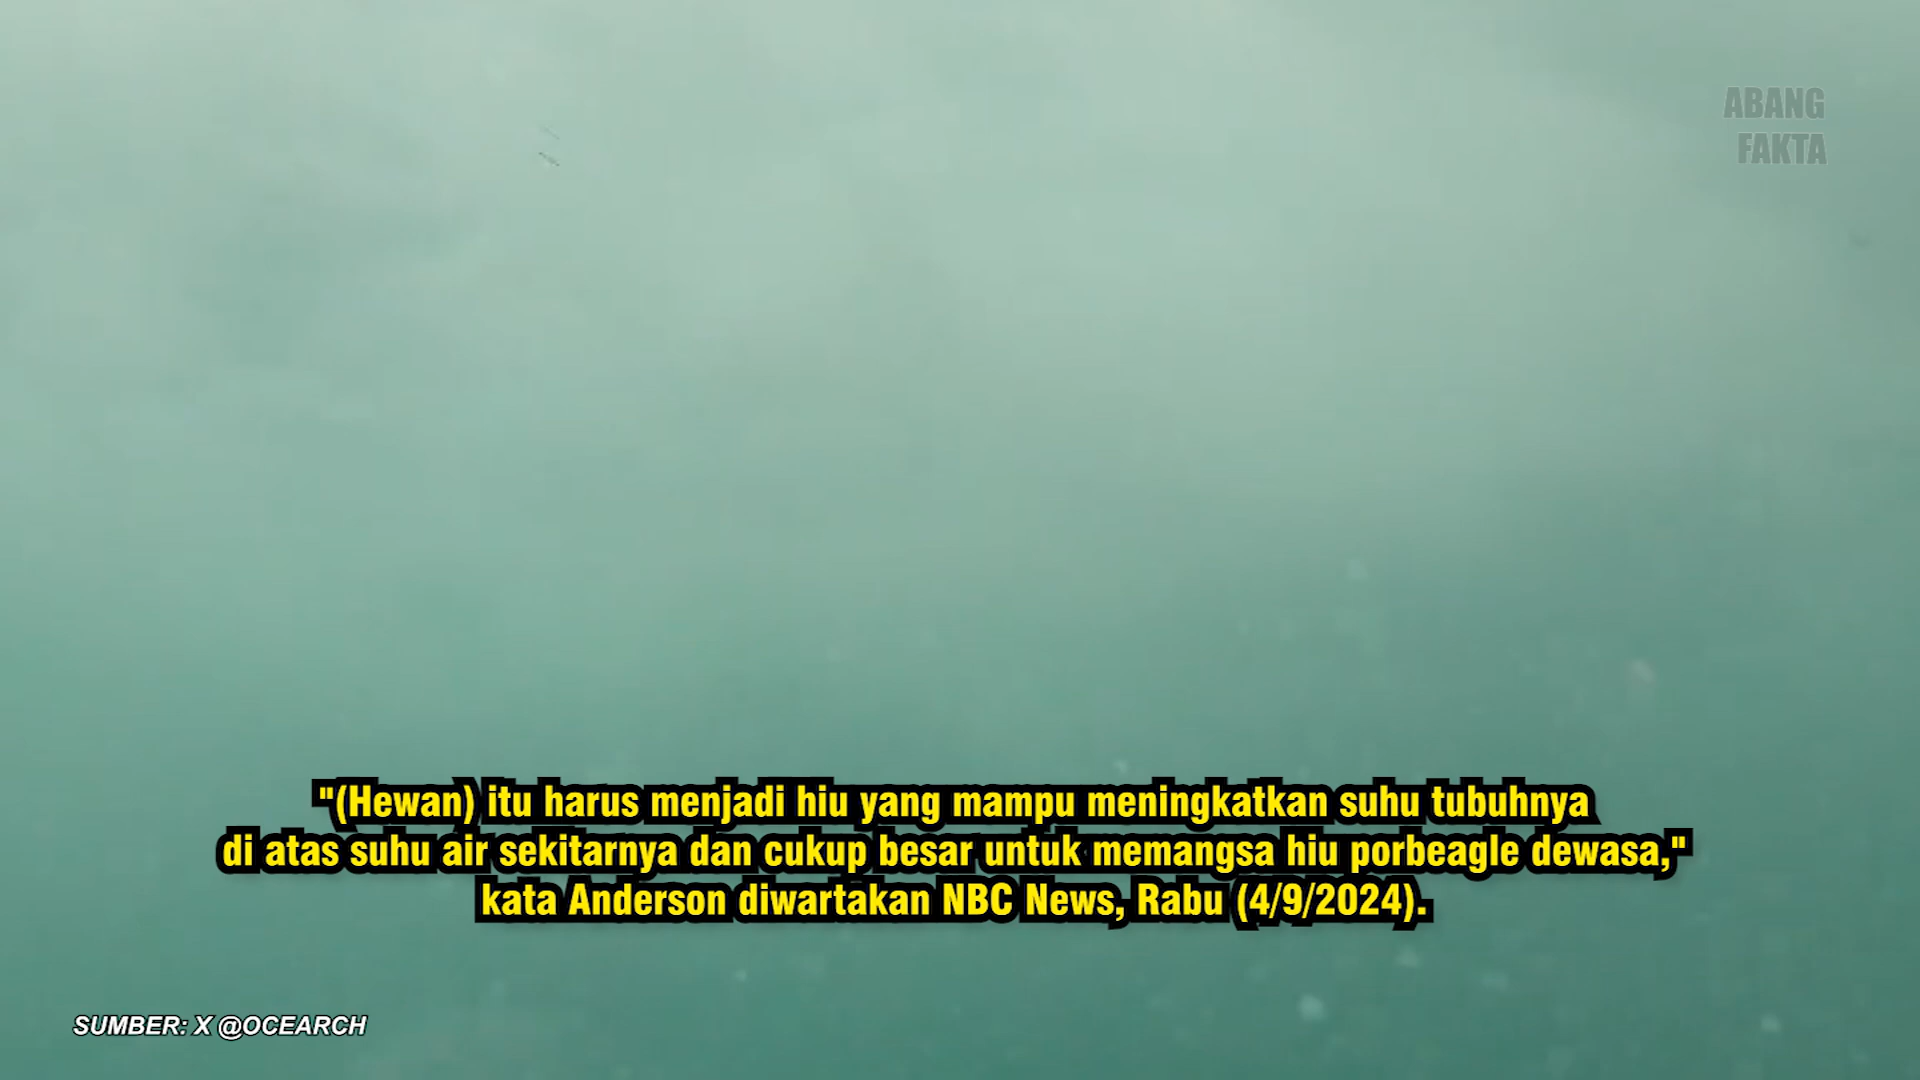 ABANG
FAKTA
"(Hewan) itu harus menjadi hiu yang mampu meningkatkan suhu tubuhnya
di atas suhu air sekitarnya dan cukup besar untuk memangsa hiu porbeagle dewasa,"
kata Anderson diwartakan NBC News, Rabu (4/9/2024).
SUMBER: X @OCEARCH